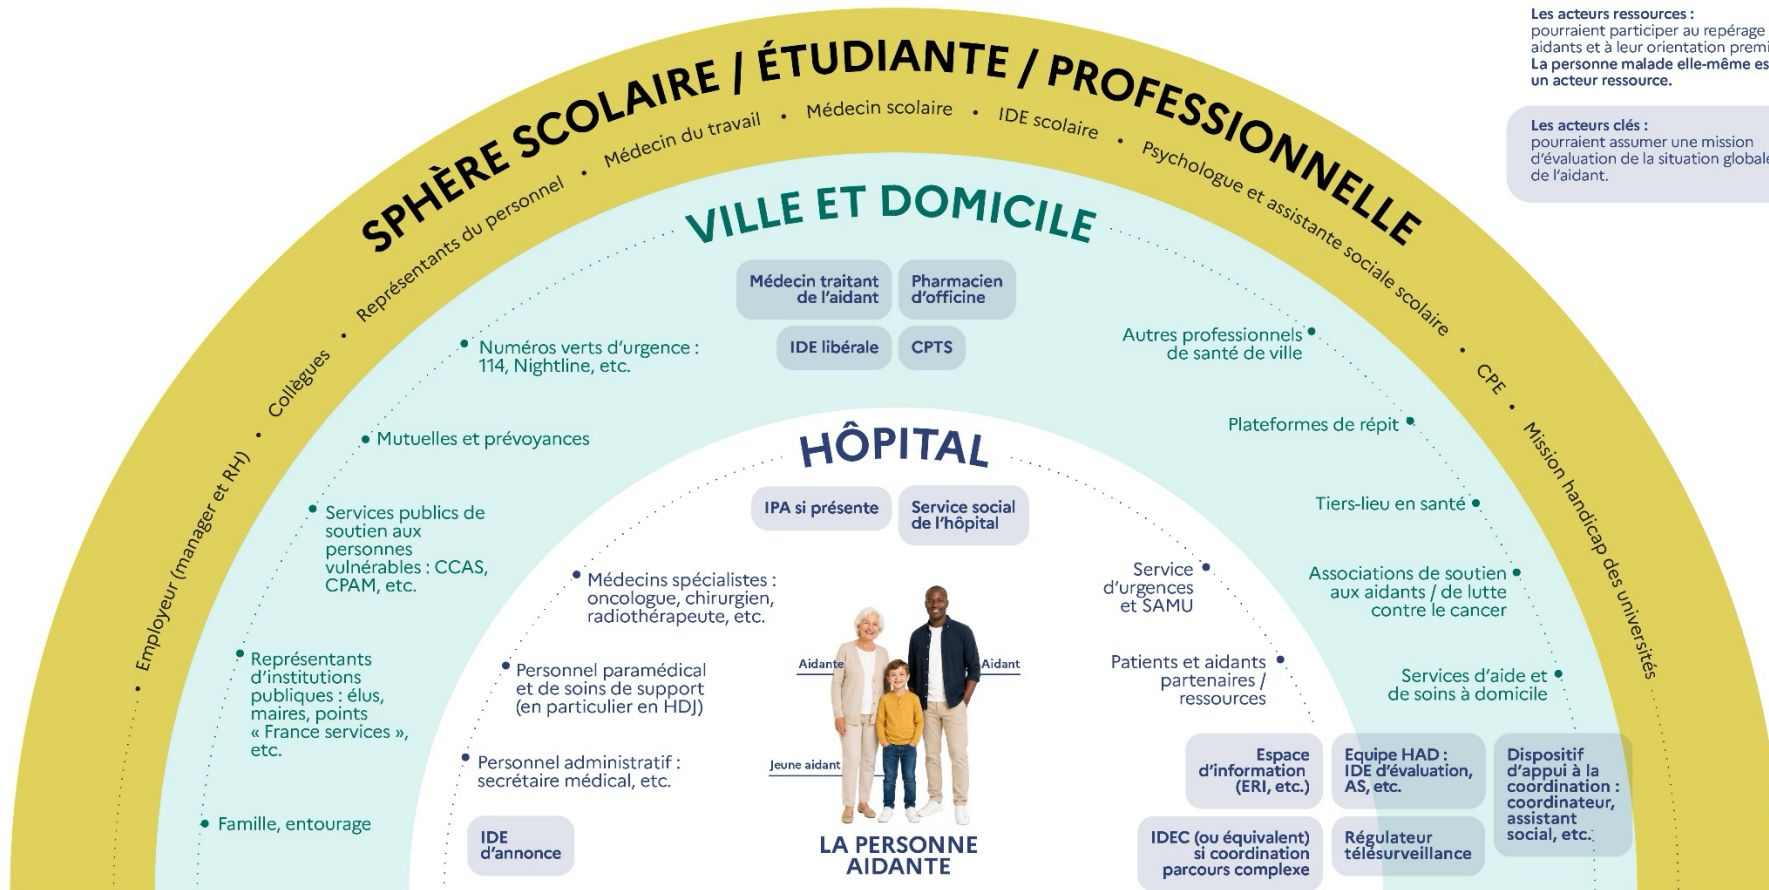 Les acteurs ressources :
pourraient participer au repérage
aidants et à leur orientation premi
La personne malade elle-même es
un acteur ressource.
Les acteurs clés :
pourraient assumer une mission
d'évaluation de la situation globale
de l'aidant.
SPHÈRE SCOLAIRE / ÉTUDIANTE / PROFESSIONNELLE
• Employeur (manager et RH) • Collègues • Représentants du personnel • Médecin du travail • Médecin scolaire • IDE scolaire • Psychologue et assistante sociale scolaire • CPE • Mission handicap des universités
VILLE ET DOMICILE
Médecin traitant
de l'aidant
Pharmacien
d'officine
IDE libérale
CPTS
• Numéros verts d'urgence :
114, Nightline, etc.
• Mutuelles et prévoyances
• Services publics de
soutien aux
personnes
vulnérables : CCAS,
CPAM, etc.
• Représentants
d'institutions
publiques : élus,
maires, points
« France services »,
etc.
• Famille, entourage
Autres professionnels •
de santé de ville
Plateformes de répit •
Tiers-lieu en santé •
Associations de soutien •
aux aidants / de lutte
contre le cancer
Services d'aide et •
de soins à domicile
HÔPITAL
IPA si présente
Service social
de l'hôpital
• Médecins spécialistes :
oncologue, chirurgien,
radiothérapeute, etc.
• Personnel paramédical
et de soins de support
(en particulier en HDJ)
• Personnel administratif :
secrétaire médical, etc.
IDE
d'annonce
Service •
d'urgences
et SAMU
Patients et aidants •
partenaires /
ressources
Espace
d'information
(ERI, etc.)
Equipe HAD :
IDE d'évaluation,
AS, etc.
Dispositif
d'appui à la
coordination :
coordinateur,
assistant
social, etc.
IDEC (ou équivalent)
si coordination
parcours complexe
Régulateur
télésurveillance
Aidante
Aidant
Jeune aidant
LA PERSONNE
AIDANTE